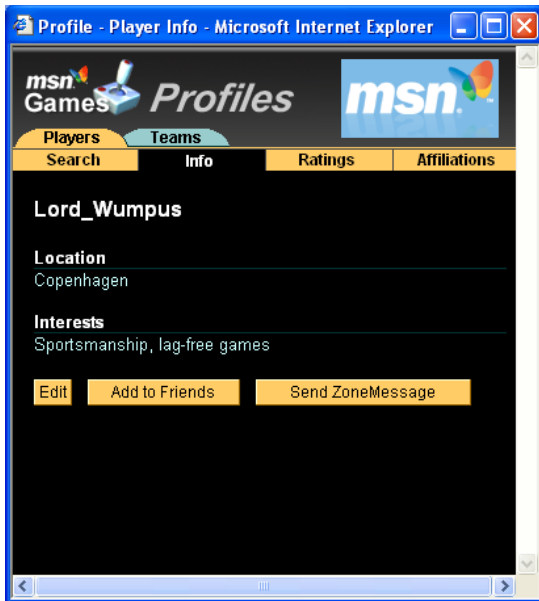 Profile - Player Info - Microsoft Internet Explorer
msn Games Profiles msn
Players Teams
Search Info Ratings Affiliations
Lord_Wumpus
Location
Copenhagen
Interests
Sportsmanship, lag-free games
Edit Add to Friends Send ZoneMessage